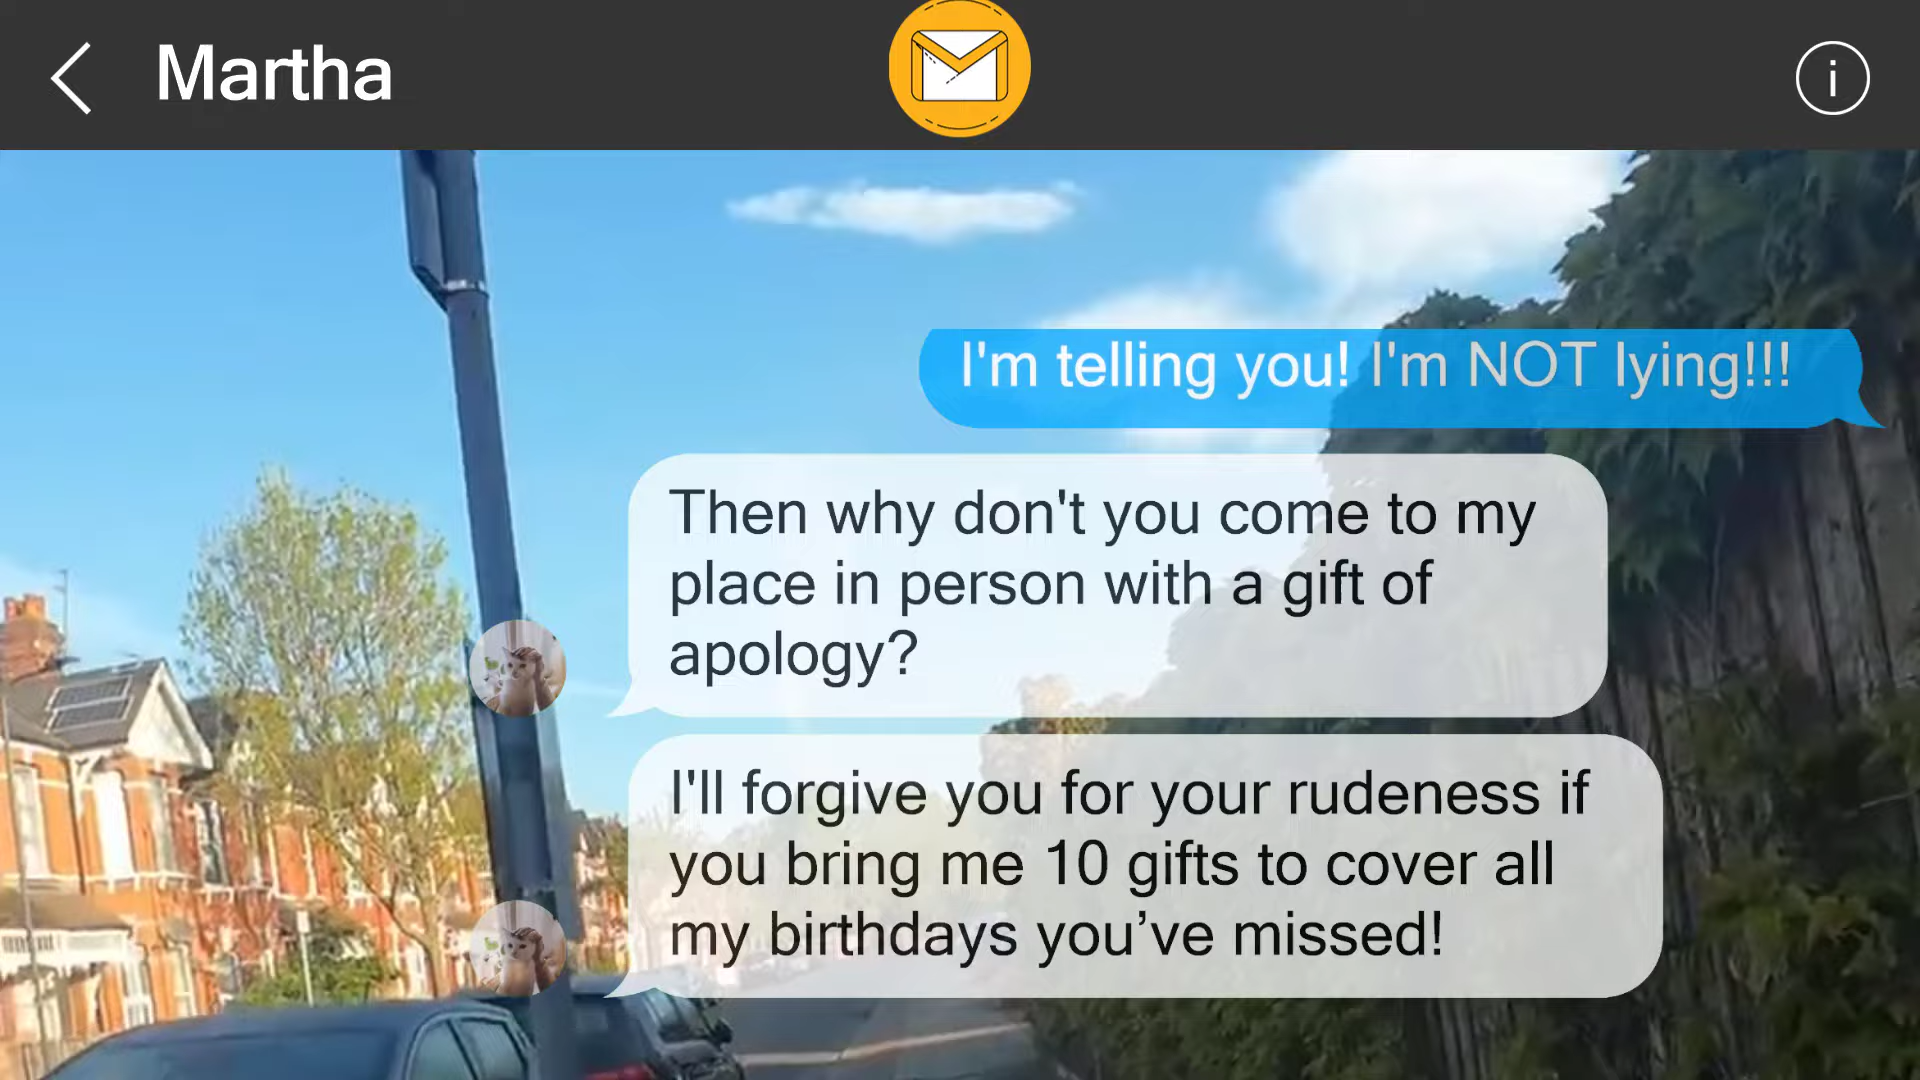 Martha
i
I'm telling you! I'm NOT lying!!!
Then why don't you come to my
place in person with a gift of
apology?
I'll forgive you for your rudeness if
you bring me 10 gifts to cover all
my birthdays you’ve missed!